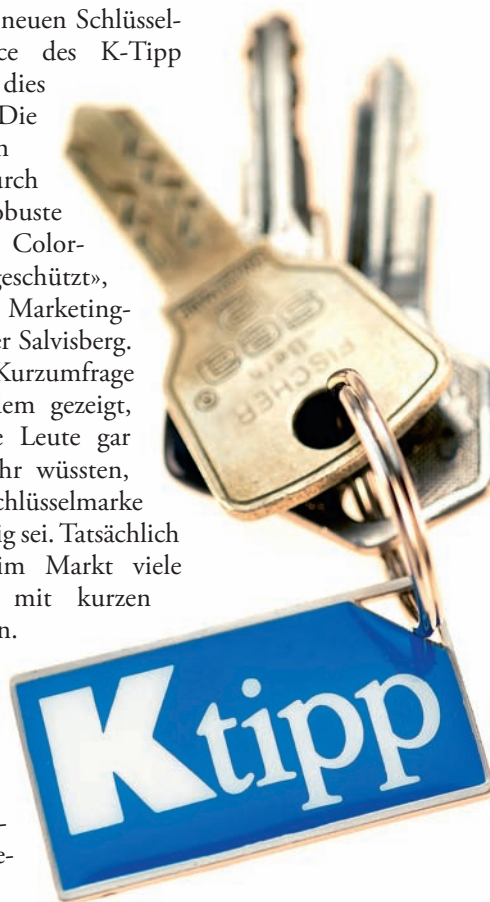 neuen Schlüssel-
ce des K-Tipp
dies
Die
n
urch
obuste
Color-
geschützt»,
Marketing-
er Salvisberg.
Kurzumfrage
em gezeigt,
e Leute gar
hr wüssten,
chlüsselmarke
ig sei. Tatsächlich
im Markt viele
mit kurzen
n.
-
e-
FISCHER
Bern
SEA
Ktipp